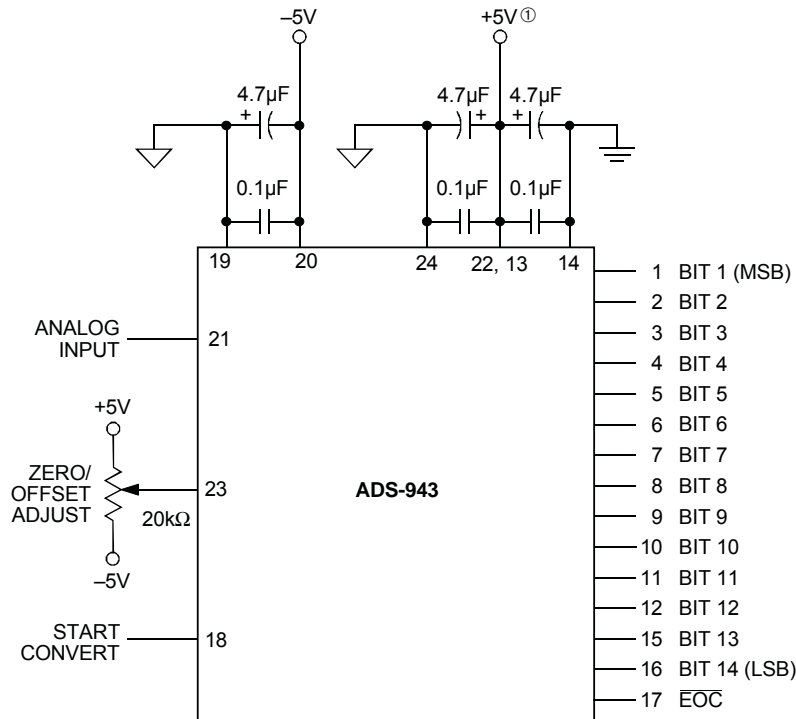 –5V
+5V ①
4.7µF
+
4.7µF
+
4.7µF
+
0.1µF
0.1µF
0.1µF
19
20
24
22, 13
14
ANALOG
INPUT
21
+5V
ZERO/
OFFSET
ADJUST
20kΩ
23
–5V
START
CONVERT
18
ADS-943
1 BIT 1 (MSB)
2 BIT 2
3 BIT 3
4 BIT 4
5 BIT 5
6 BIT 6
7 BIT 7
8 BIT 8
9 BIT 9
10 BIT 10
11 BIT 11
12 BIT 12
15 BIT 13
16 BIT 14 (LSB)
17 E̅O̅C̅